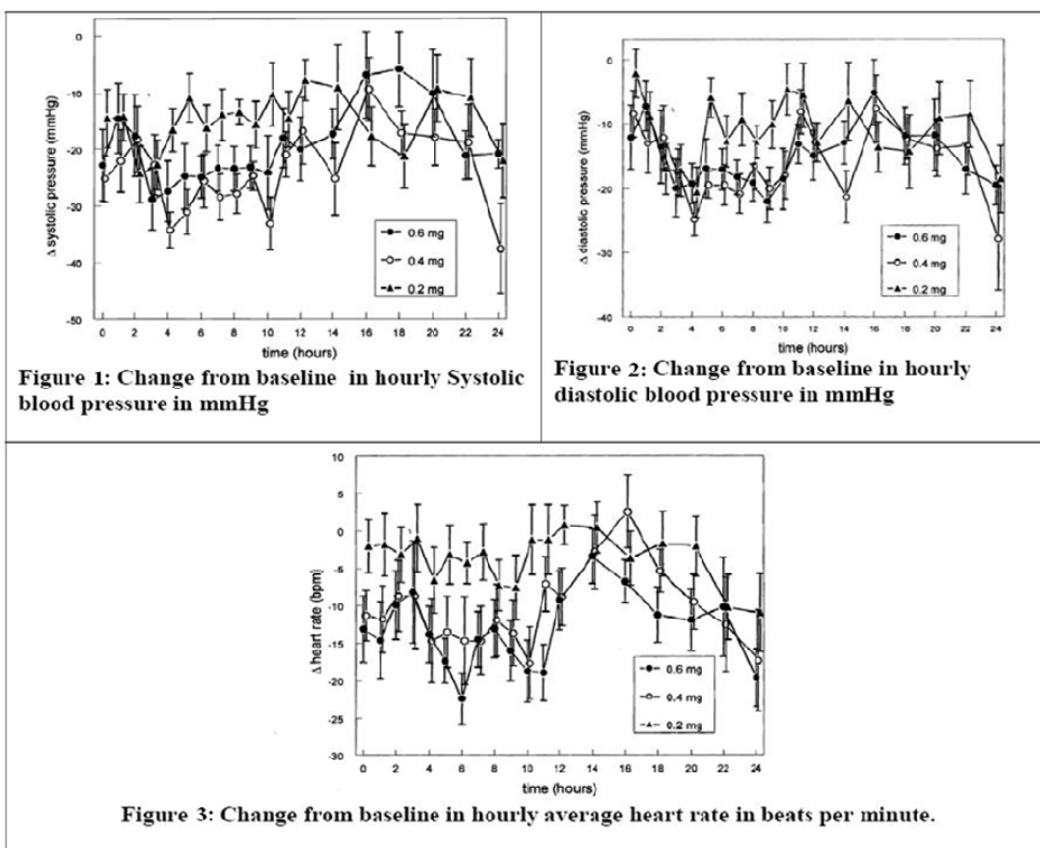 0
-10
-20
-30
-40
-50
Δ systolic pressure (mmHg)
0.6 mg
0.4 mg
0.2 mg
0 2 4 6 8 10 12 14 16 18 20 22 24
time (hours)
Figure 1: Change from baseline in hourly Systolic
blood pressure in mmHg
0
-10
-20
-30
-40
Δ diastolic pressure (mmHg)
0.6 mg
0.4 mg
0.2 mg
0 2 4 6 8 10 12 14 16 18 20 22 24
time (hours)
Figure 2: Change from baseline in hourly
diastolic blood pressure in mmHg
10
5
0
-5
-10
-15
-20
-25
-30
Δ heart rate (bpm)
0.6 mg
0.4 mg
0.2 mg
0 2 4 6 8 10 12 14 16 18 20 22 24
time (hours)
Figure 3: Change from baseline in hourly average heart rate in beats per minute.